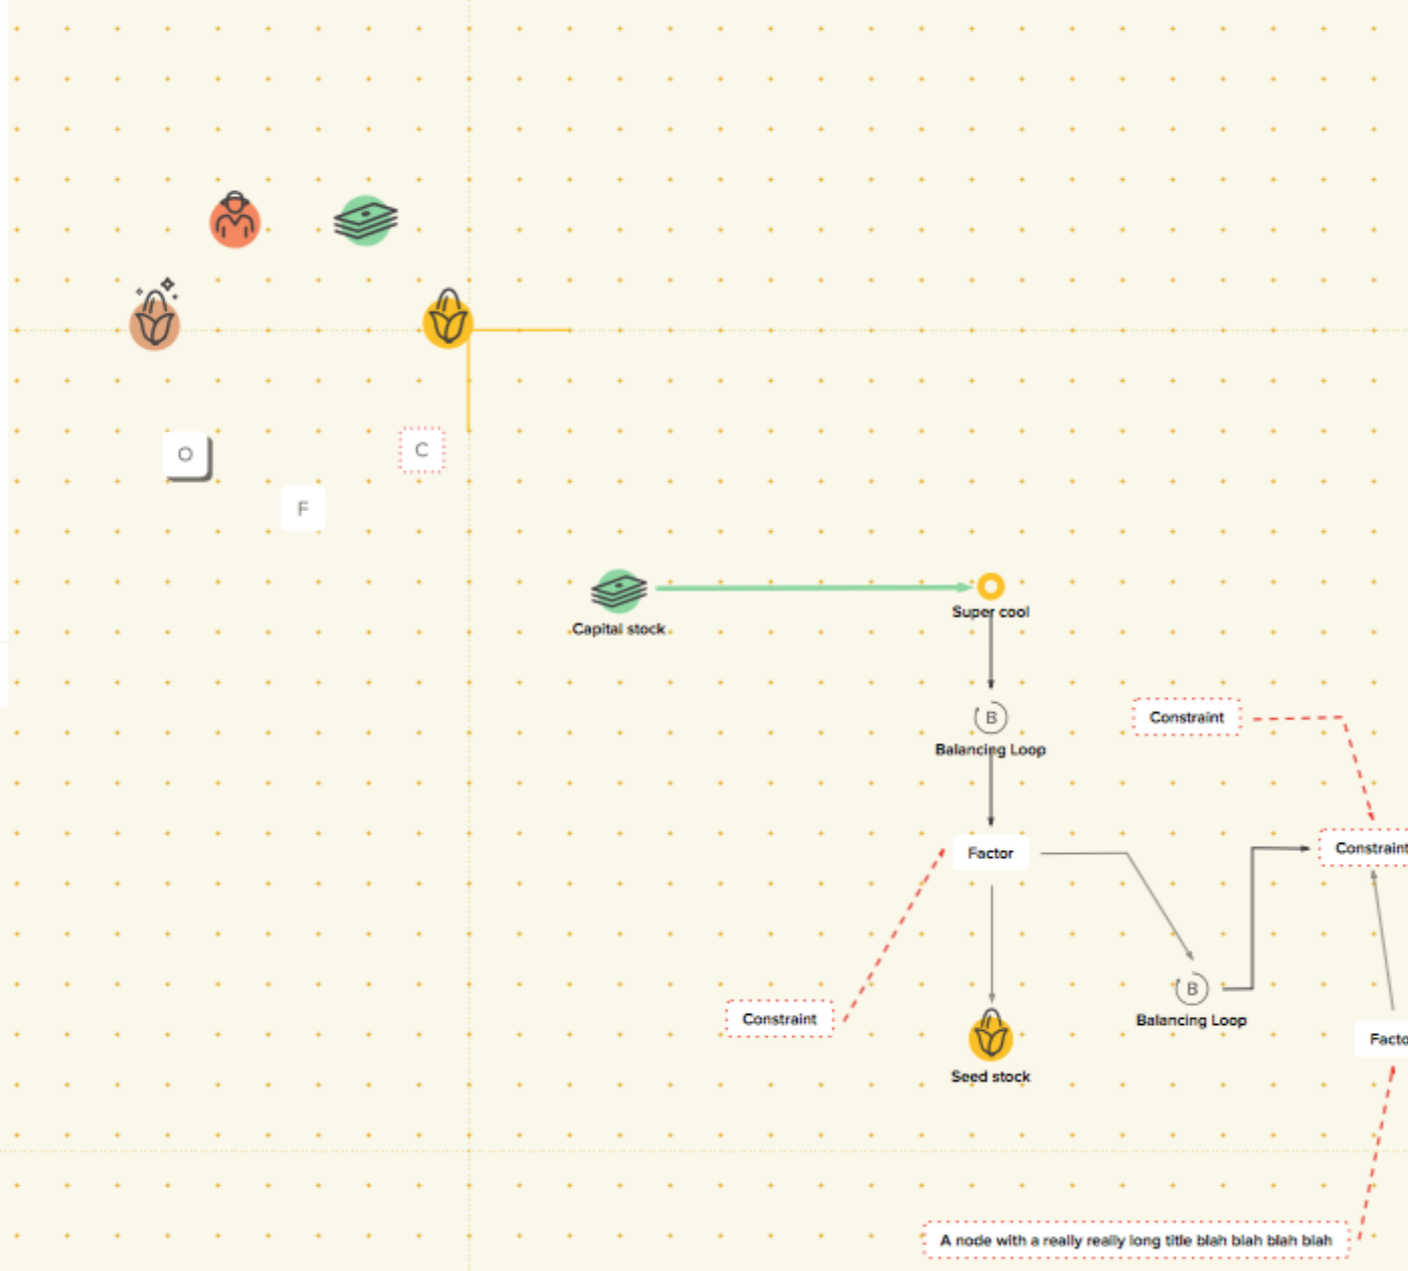 O
C
F
Capital stock
Super cool
B
Balancing Loop
Constraint
Factor
Constraint
B
Balancing Loop
Constraint
Facto
Seed stock
A node with a really really long title blah blah blah blah